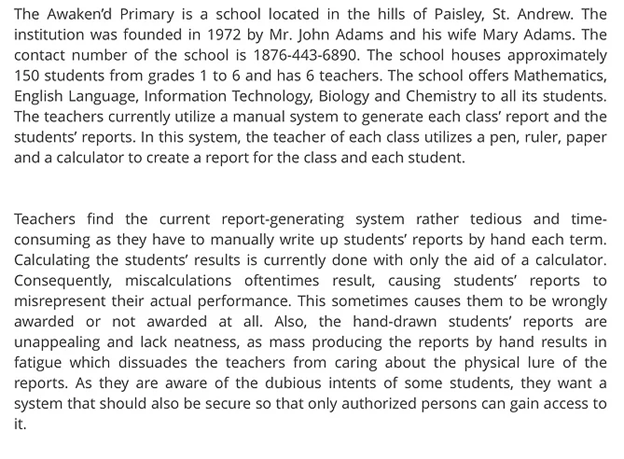 The Awaken’d Primary is a school located in the hills of Paisley, St. Andrew. The
institution was founded in 1972 by Mr. John Adams and his wife Mary Adams. The
contact number of the school is 1876-443-6890. The school houses approximately
150 students from grades 1 to 6 and has 6 teachers. The school offers Mathematics,
English Language, Information Technology, Biology and Chemistry to all its students.
The teachers currently utilize a manual system to generate each class’ report and the
students’ reports. In this system, the teacher of each class utilizes a pen, ruler, paper
and a calculator to create a report for the class and each student.
Teachers find the current report-generating system rather tedious and time-
consuming as they have to manually write up students’ reports by hand each term.
Calculating the students’ results is currently done with only the aid of a calculator.
Consequently, miscalculations oftentimes result, causing students’ reports to
misrepresent their actual performance. This sometimes causes them to be wrongly
awarded or not awarded at all. Also, the hand-drawn students’ reports are
unappealing and lack neatness, as mass producing the reports by hand results in
fatigue which dissuades the teachers from caring about the physical lure of the
reports. As they are aware of the dubious intents of some students, they want a
system that should also be secure so that only authorized persons can gain access to
it.